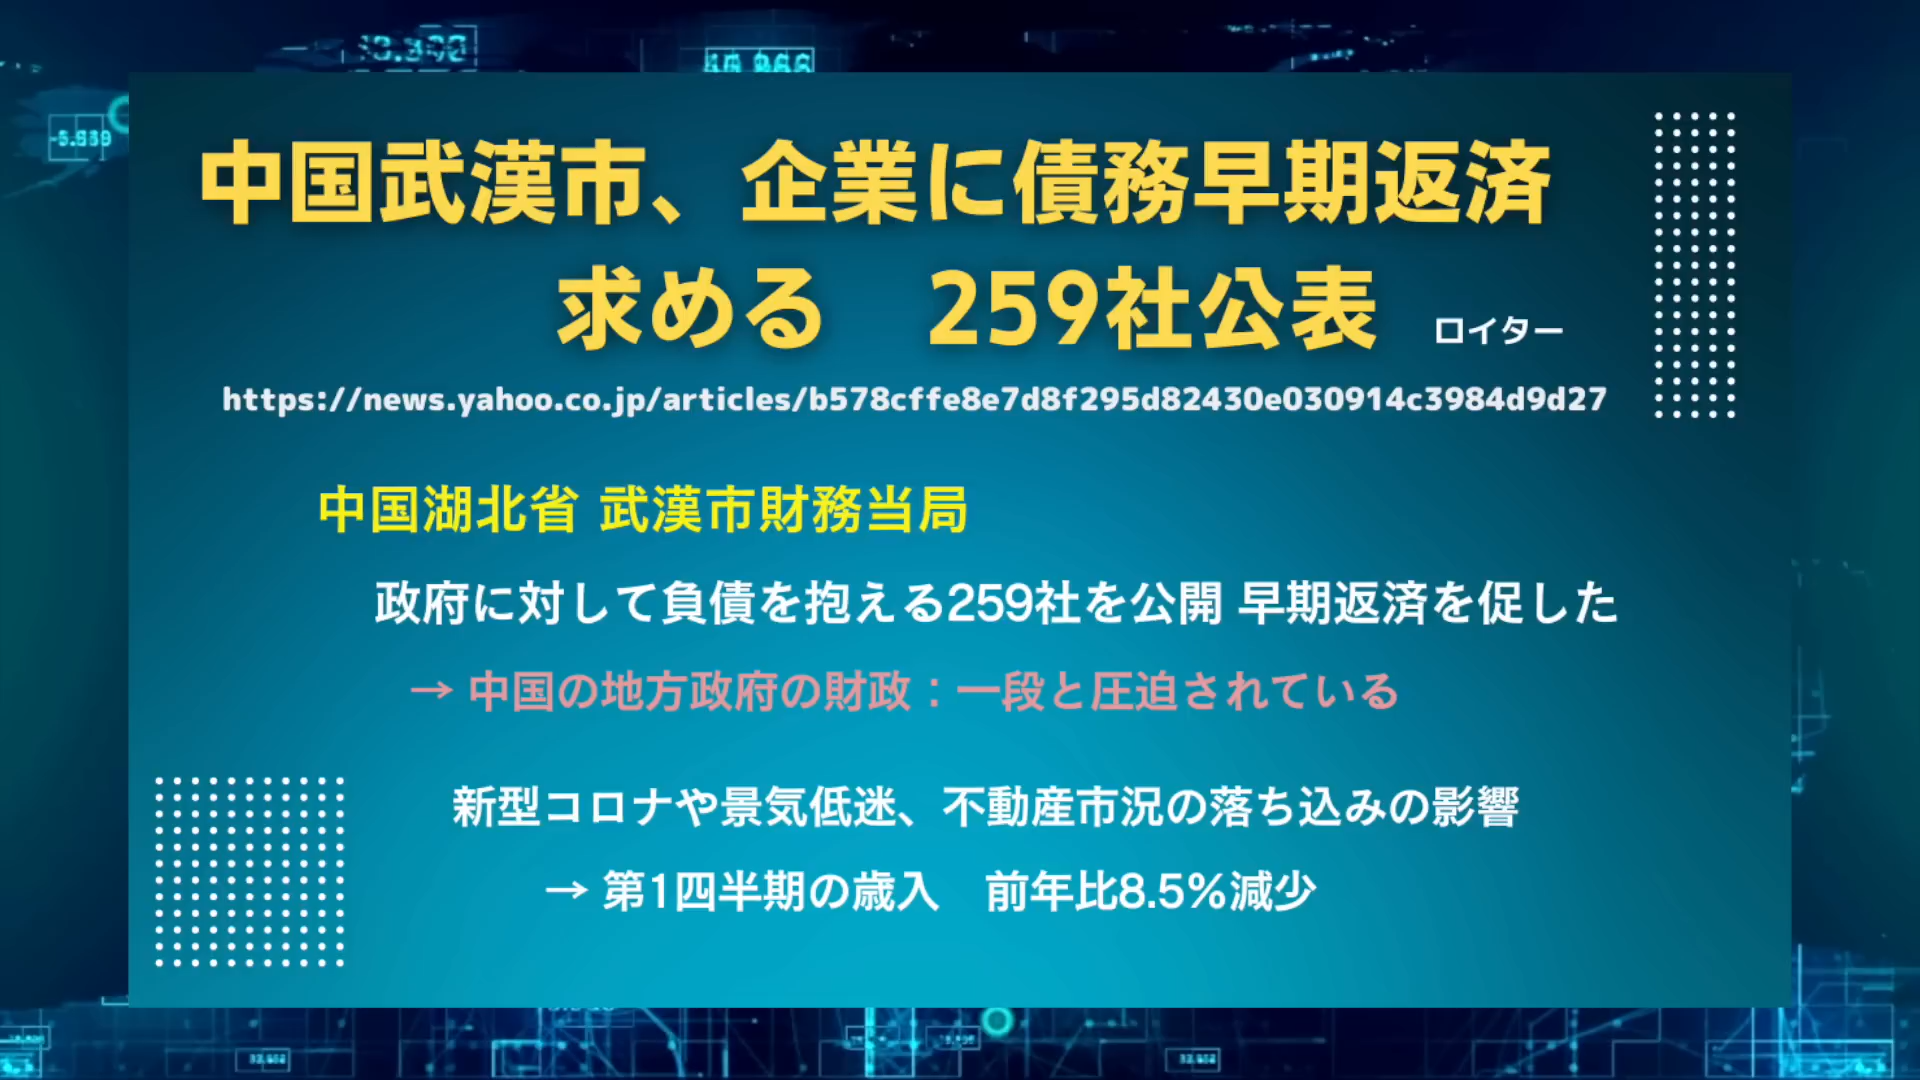 中国武漢市、企業に債務早期返済
求める　259社公表 ロイター
https://news.yahoo.co.jp/articles/b578cffe8e7d8f295d82430e030914c3984d9d27
中国湖北省 武漢市財務当局
政府に対して負債を抱える259社を公開 早期返済を促した
→ 中国の地方政府の財政：一段と圧迫されている
新型コロナや景気低迷、不動産市況の落ち込みの影響
→ 第1四半期の歳入　前年比8.5%減少